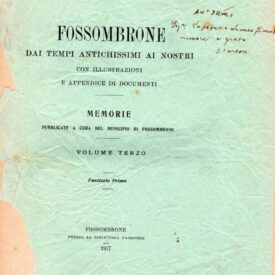 FOSSOMBRONE
DAI TEMPI ANTICHISSIMI AI NOSTRI
CON ILLUSTRAZIONI
E APPENDICE DI DOCUMENTI
MEMORIE
PUBBLICATE A CURA DEL MUNICIPIO DI FOSSOMBRONE
VOLUME TERZO
Fascicolo Primo
FOSSOMBRONE
PRESSO LA BIBLIOTECA PASSIONEI
1917